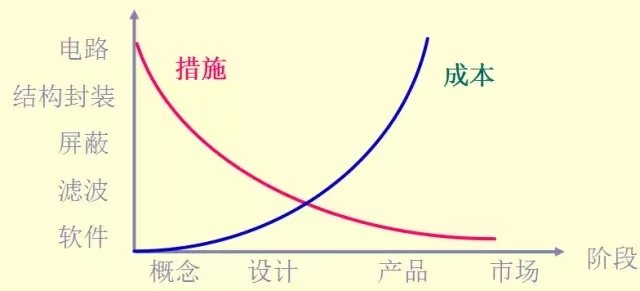 电路
措施
成本
结构封装
屏蔽
滤波
软件
阶段
概念 设计 产品 市场